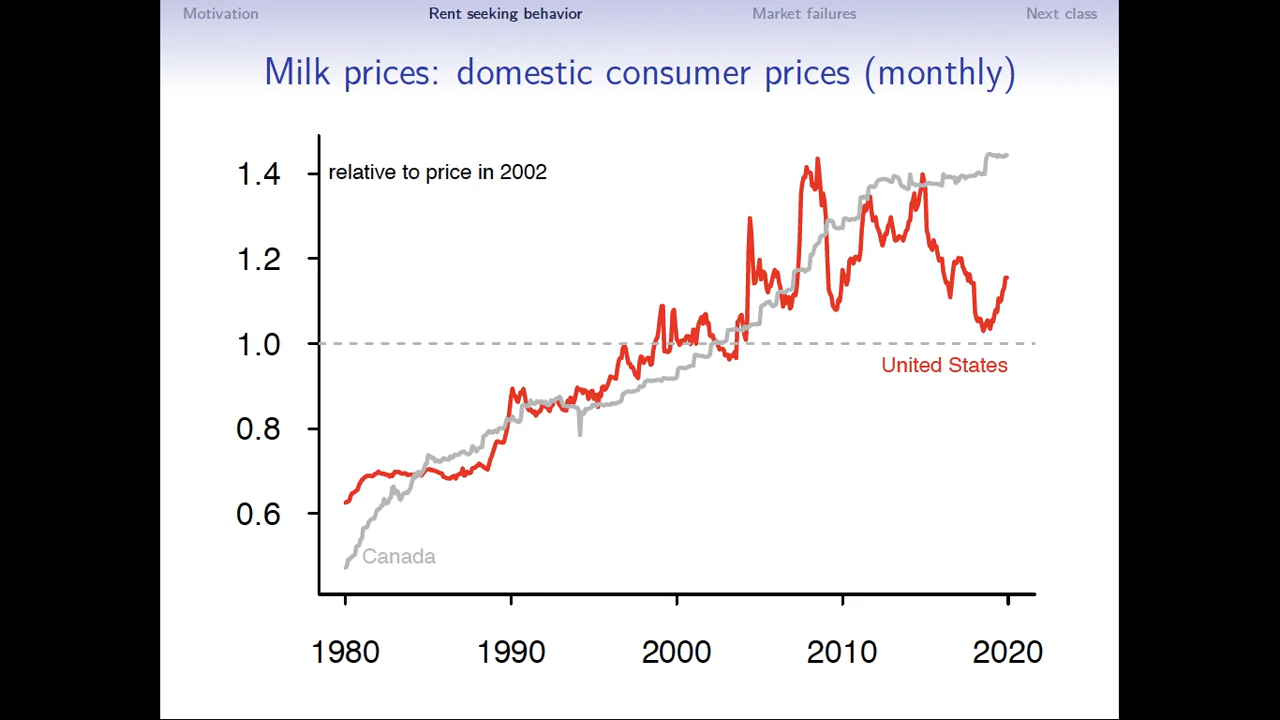 Motivation Rent seeking behavior Market failures Next class
Milk prices: domestic consumer prices (monthly)
relative to price in 2002
1.4
1.2
1.0
0.8
0.6
United States
Canada
1980 1990 2000 2010 2020